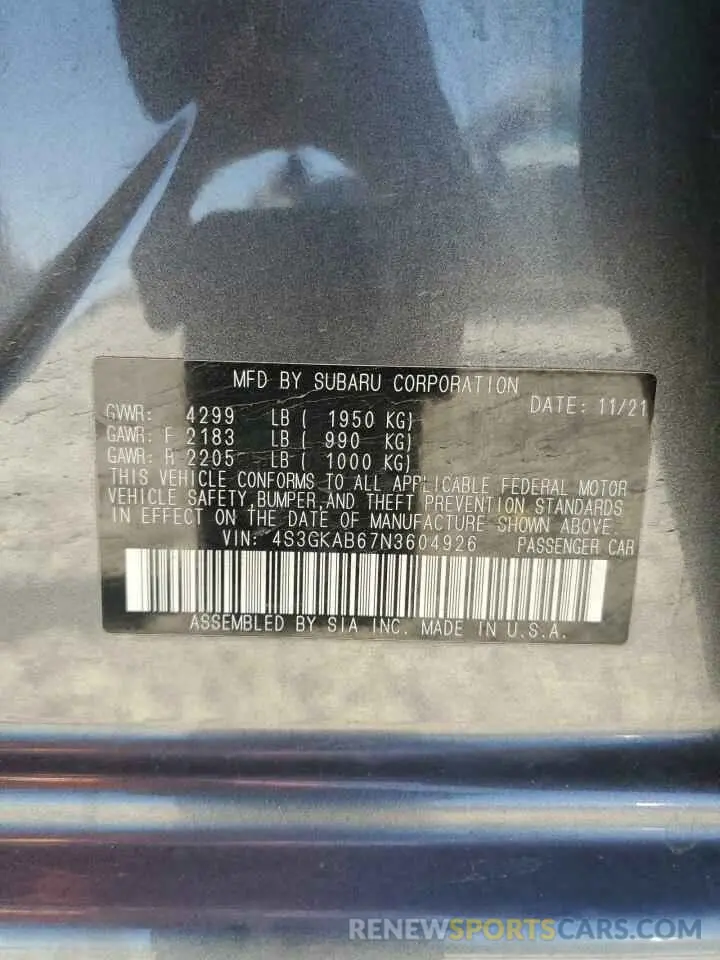 MFD BY SUBARU CORPORATION
DATE: 11/21
GVWR: 4299 LB ( 1950 KG)
GAWR: F 2183 LB ( 990 KG)
GAWR: R 2205 LB ( 1000 KG)
THIS VEHICLE CONFORMS TO ALL APPLICABLE FEDERAL MOTOR
VEHICLE SAFETY,BUMPER,AND THEFT PREVENTION STANDARDS
IN EFFECT ON THE DATE OF MANUFACTURE SHOWN ABOVE.
VIN: 4S3GKAB67N3604926 PASSENGER CAR
ASSEMBLED BY SIA INC. MADE IN U.S.A.
RENEWSPORTSCARS.COM